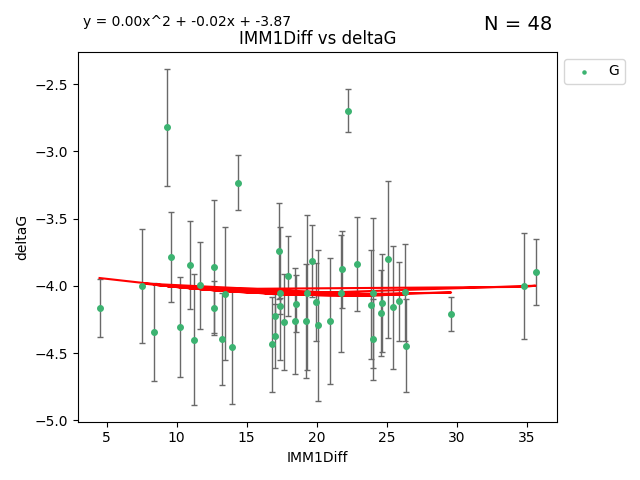 y = 0.00x^2 + -0.02x + -3.87
N = 48
IMM1Diff vs deltaG
G
deltaG
−2.5
−3.0
−3.5
−4.0
−4.5
−5.0
5 10 15 20 25 30 35
IMM1Diff